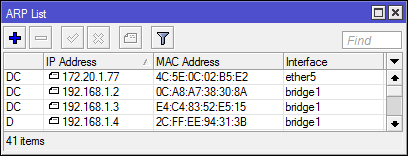 ARP List
Find
IP Address MAC Address Interface
DC 172.20.1.77 4C:5E:0C:02:B5:E2 ether5
DC 192.168.1.2 0C:A8:A7:38:30:8A bridge1
DC 192.168.1.3 E4:C4:83:52:E5:15 bridge1
D 192.168.1.4 2C:FF:EE:94:31:3B bridge1
41 items